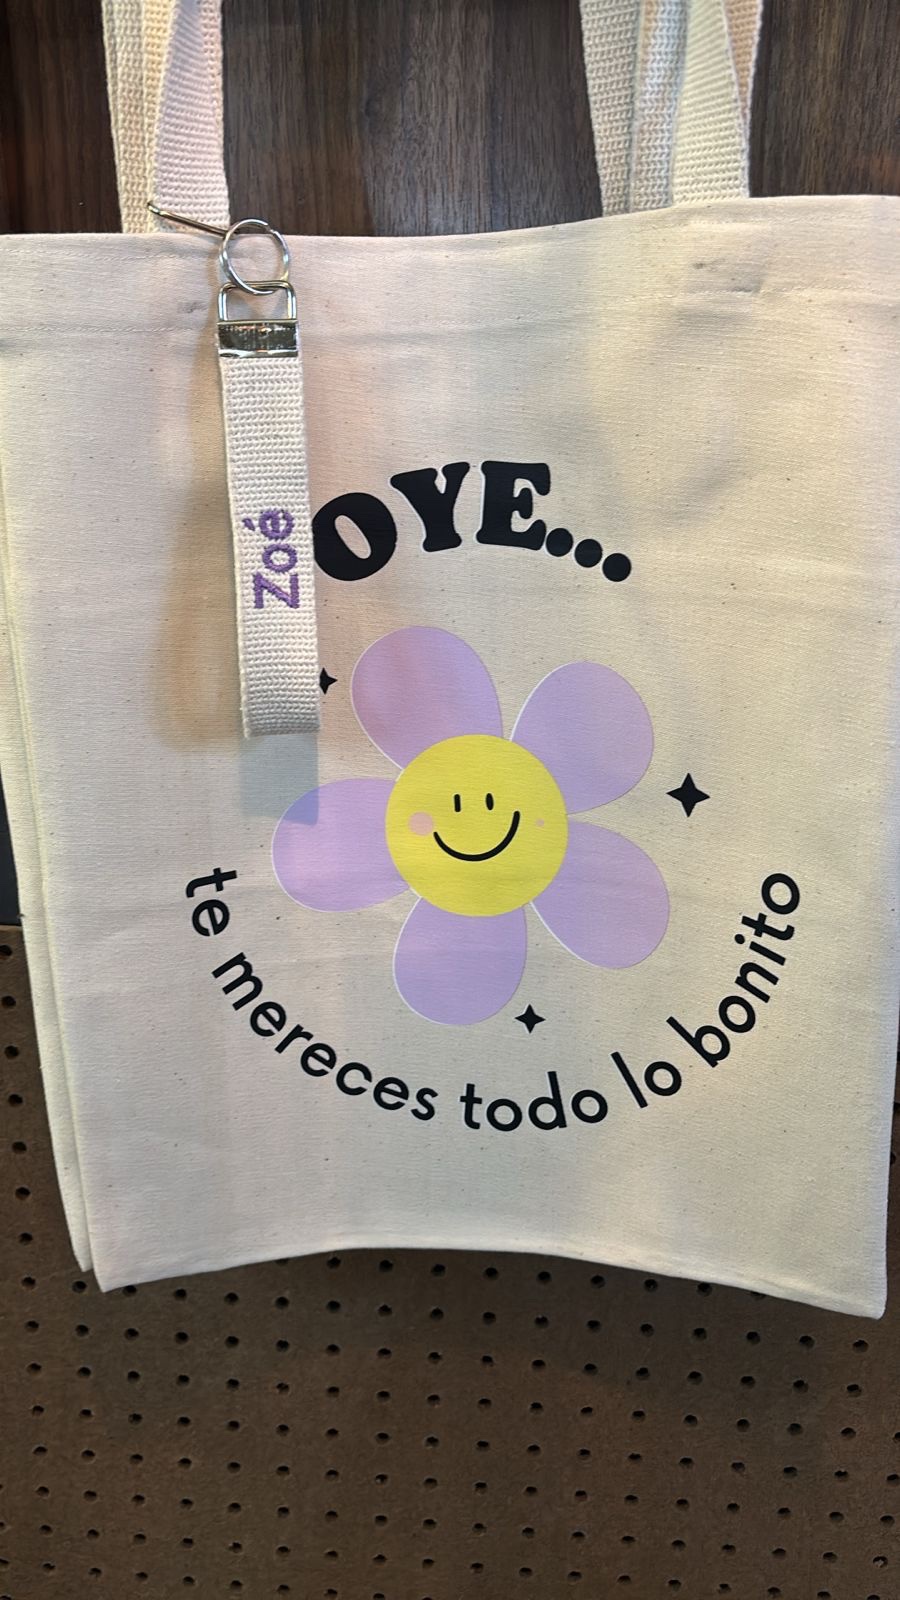 OYE...
Zoé
te mereces todo lo bonito